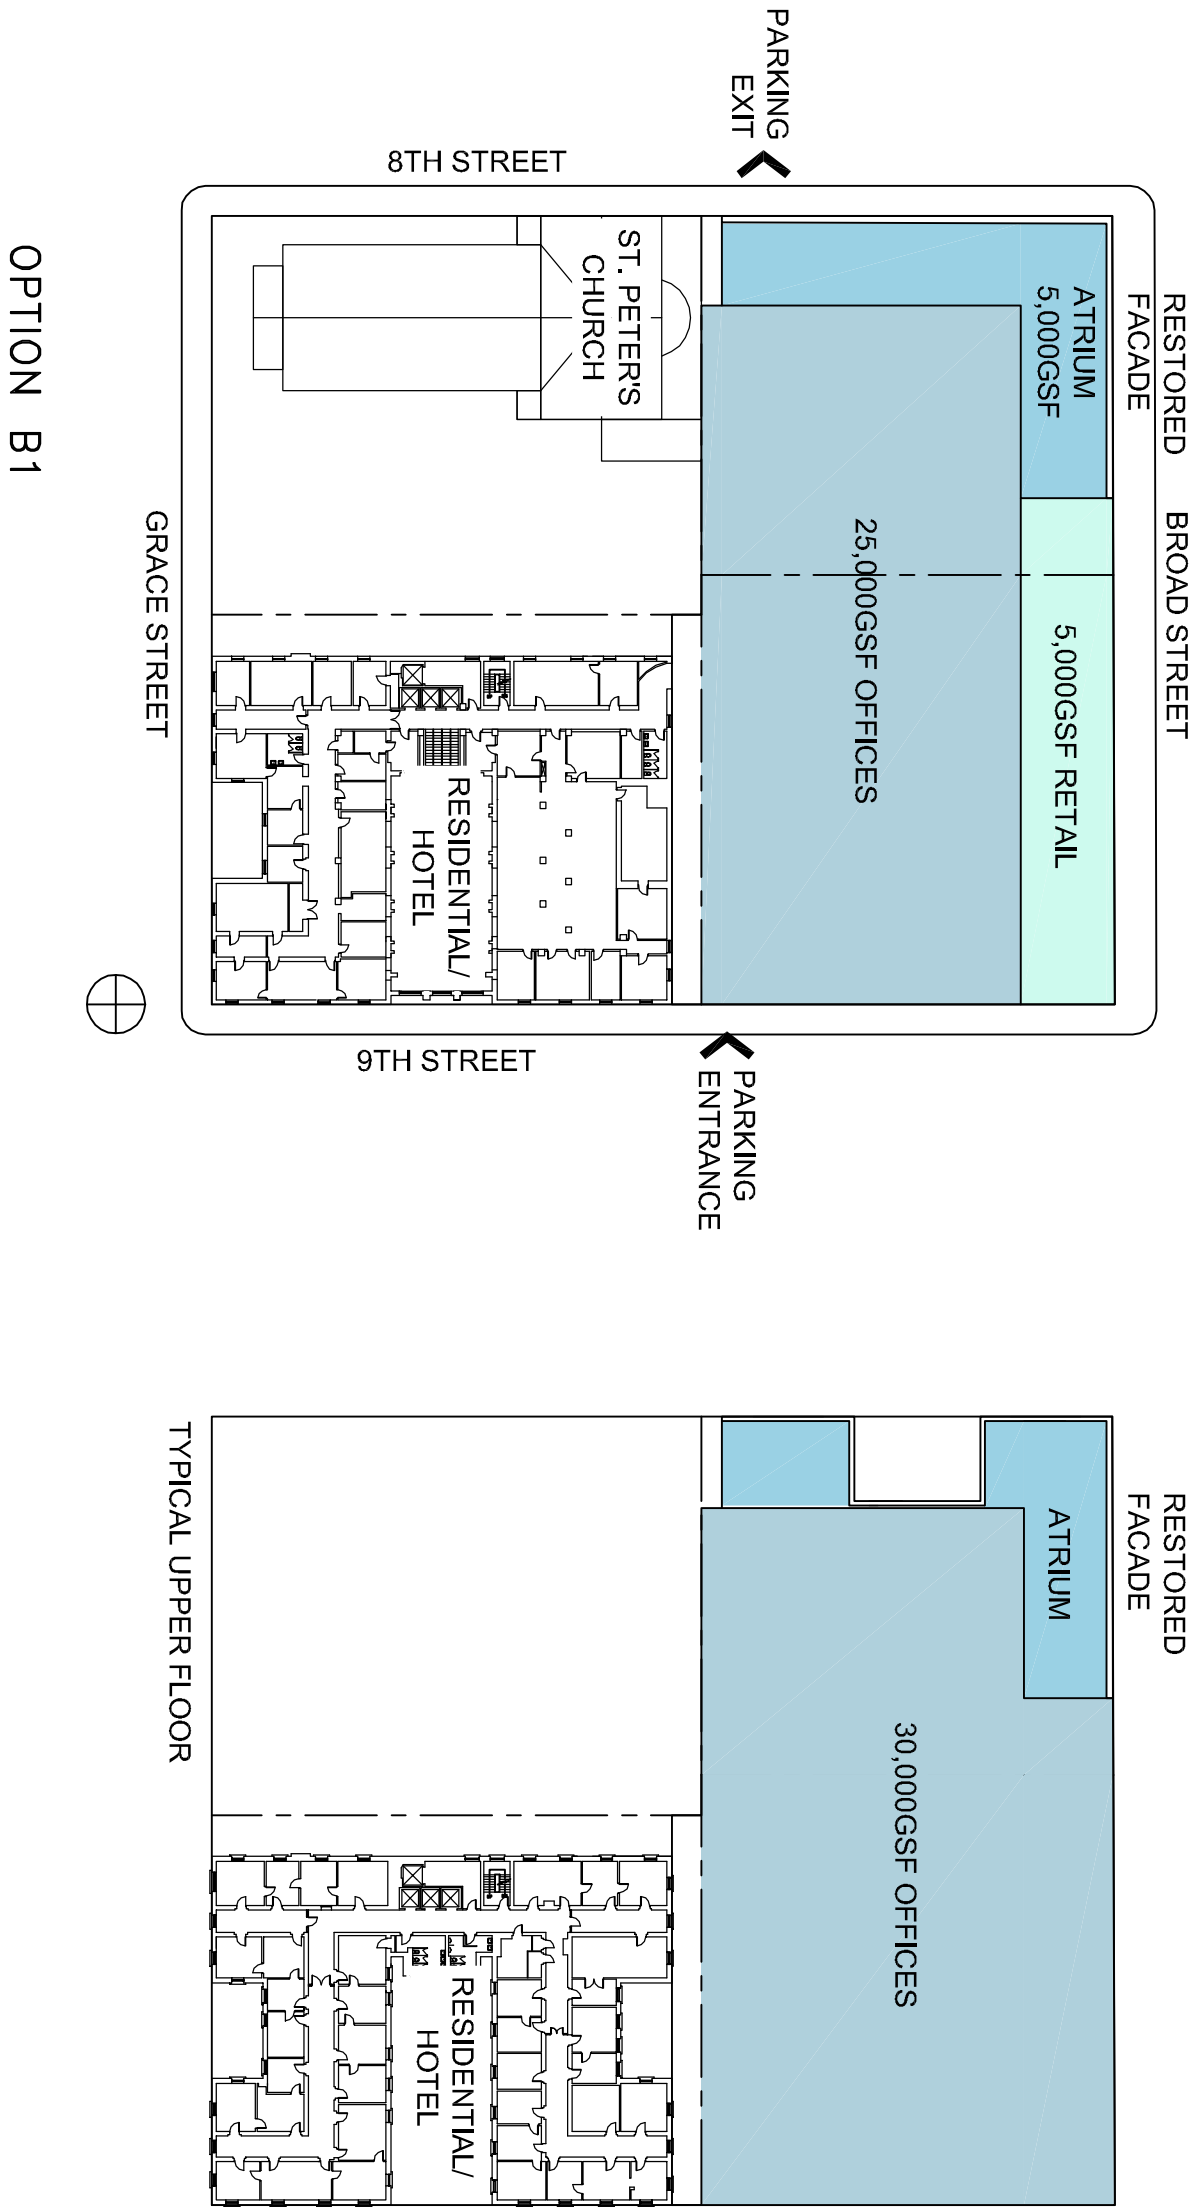 RESTORED
FACADE
BROAD STREET
ATRIUM
5,000GSF
5,000GSF RETAIL
25,000GSF OFFICES
PARKING
EXIT
PARKING
ENTRANCE
8TH STREET
ST. PETER'S
CHURCH
RESIDENTIAL/
HOTEL
9TH STREET
GRACE STREET
OPTION B1
RESTORED
FACADE
ATRIUM
30,000GSF OFFICES
RESIDENTIAL/
HOTEL
TYPICAL UPPER FLOOR